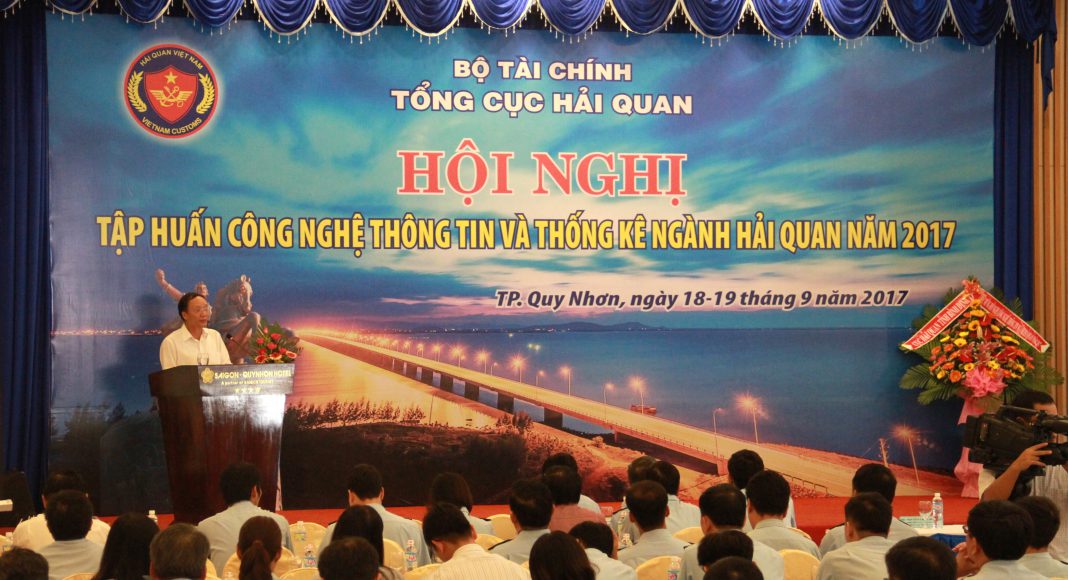 HẢI QUAN VIỆT NAM
VIETNAM CUSTOMS
BỘ TÀI CHÍNH
TỔNG CỤC HẢI QUAN
HỘI NGHỊ
TẬP HUẤN CÔNG NGHỆ THÔNG TIN VÀ THỐNG KÊ NGÀNH HẢI QUAN NĂM 2017
TP. Quy Nhơn, ngày 18-19 tháng 9 năm 2017
SAIGON - QUYNHON HOTEL